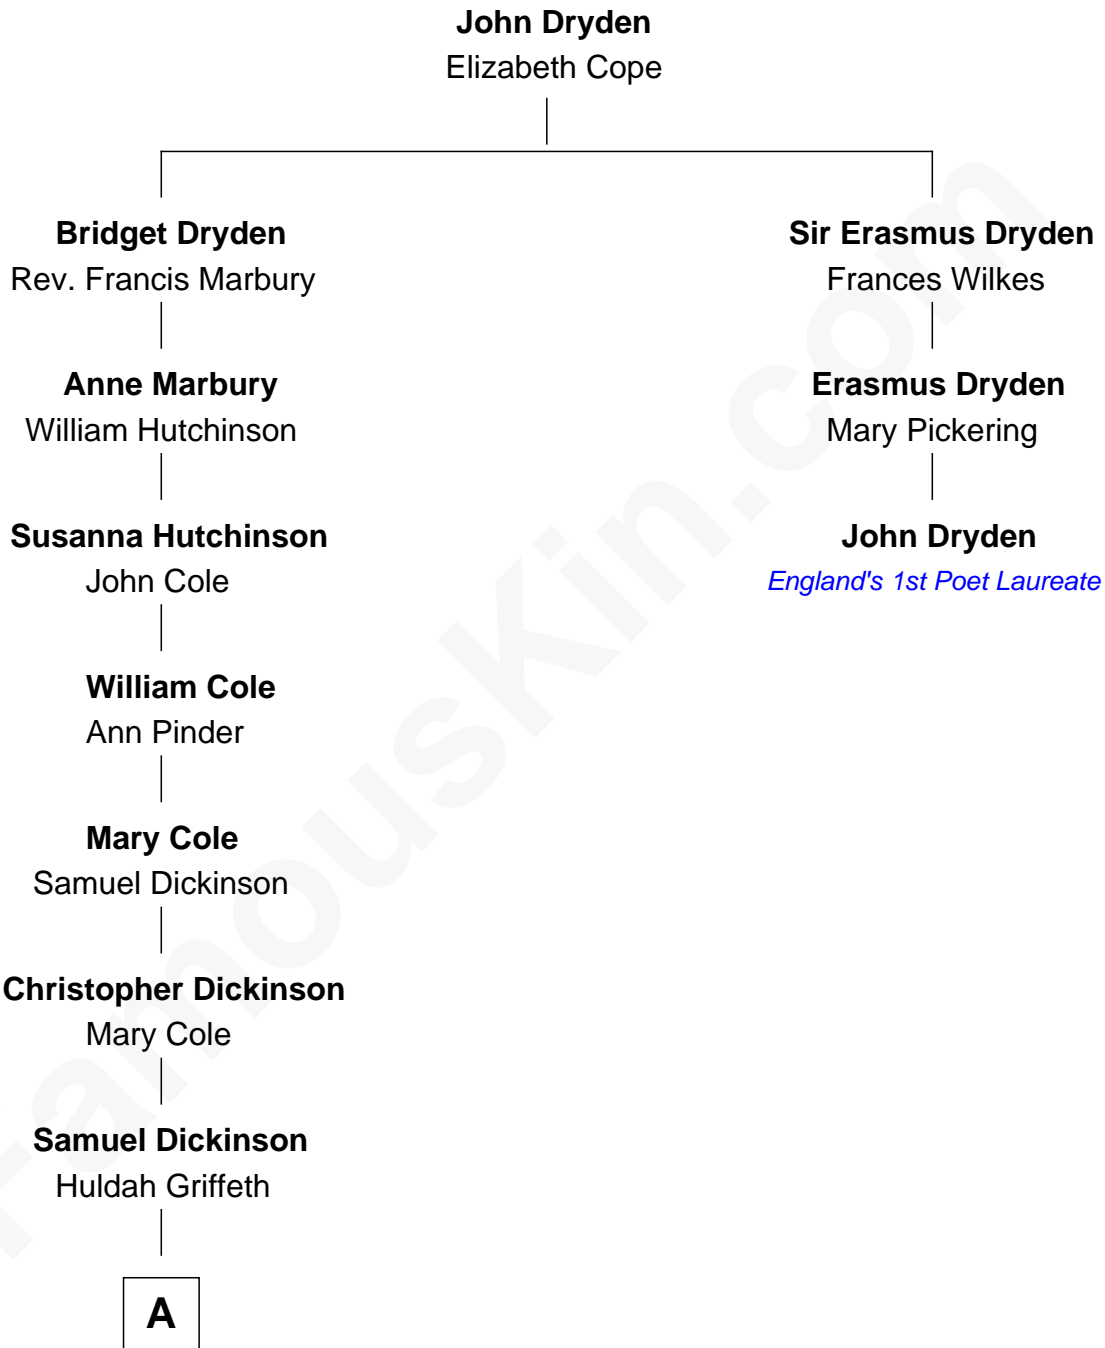 John Dryden
Elizabeth Cope
Bridget Dryden
Rev. Francis Marbury
Sir Erasmus Dryden
Frances Wilkes
Anne Marbury
William Hutchinson
Erasmus Dryden
Mary Pickering
Susanna Hutchinson
John Cole
John Dryden
England's 1st Poet Laureate
William Cole
Ann Pinder
Mary Cole
Samuel Dickinson
Christopher Dickinson
Mary Cole
Samuel Dickinson
Huldah Griffeth
A
FamousKin.com